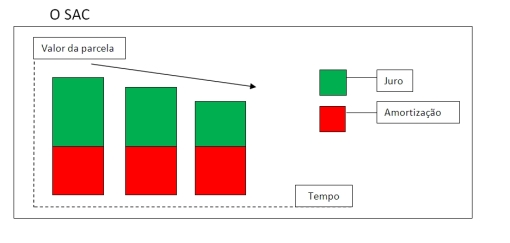 O SAC
Valor da parcela
Juro
Amortização
Tempo